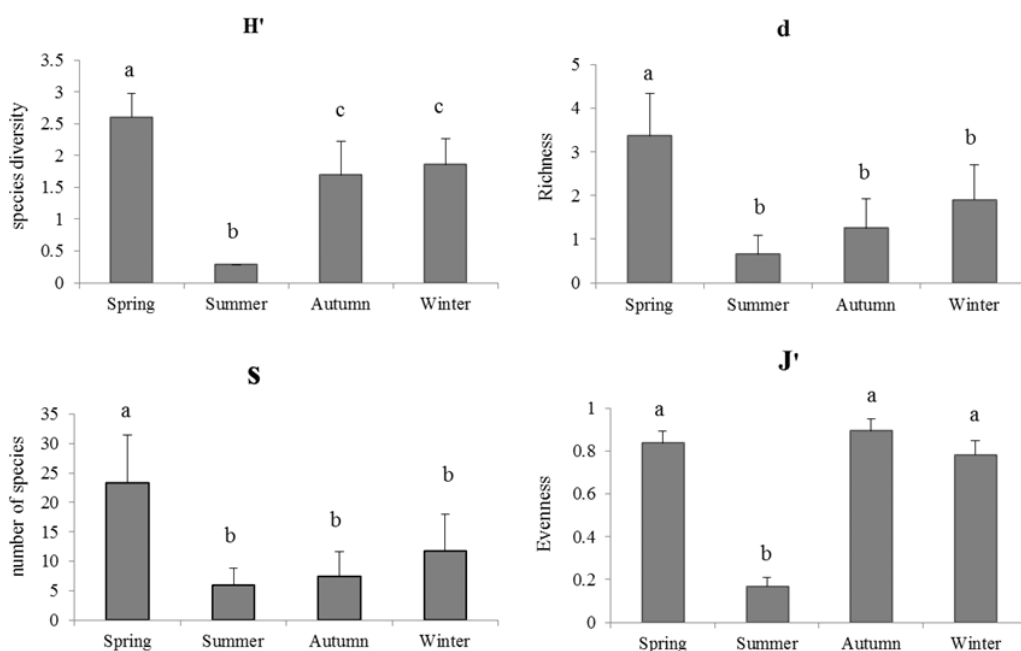 H'
species diversity
3.5
3
2.5
2
1.5
1
0.5
0
a
b
c
c
Spring Summer Autumn Winter
d
Richness
5
4
3
2
1
0
a
b
b
b
Spring Summer Autumn Winter
S
number of species
35
30
25
20
15
10
5
0
a
b
b
b
Spring Summer Autumn Winter
J'
Evenness
1
0.8
0.6
0.4
0.2
0
a
b
a
a
Spring Summer Autumn Winter